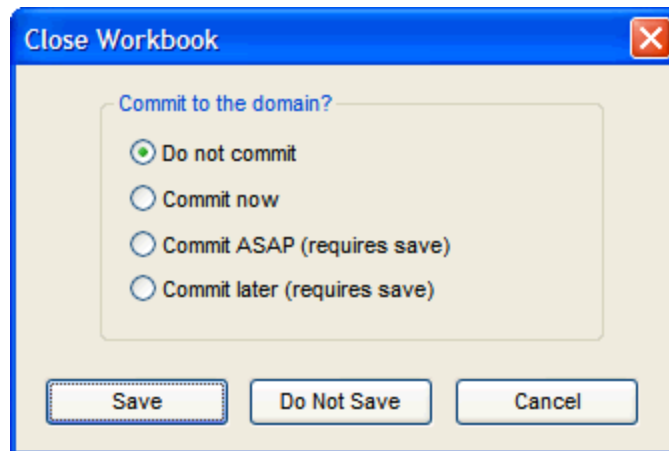 Close Workbook
Commit to the domain?
Do not commit
Commit now
Commit ASAP (requires save)
Commit later (requires save)
Save Do Not Save Cancel